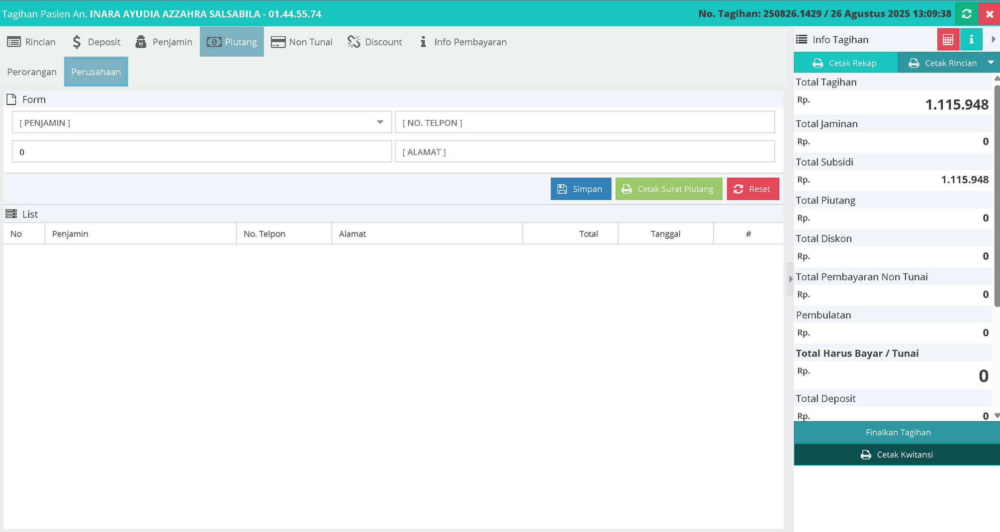 Tagihan Pasien An. INARA AYUDIA AZZAHRA SALSABILA - 01.44.55.74
No. Tagihan: 250826.1429 / 26 Agustus 2025 13:09:38
Rincian
Deposit
Penjamin
Piutang
Non Tunai
Discount
Info Pembayaran
Perorangan
Perusahaan
Form
[ PENJAMIN ]
[ NO. TELPON ]
0
[ ALAMAT ]
Simpan
Cetak Surat Piutang
Reset
List
No
Penjamin
No. Telpon
Alamat
Total
Tanggal
#
Info Tagihan
Cetak Rekap
Cetak Rincian
Total Tagihan
Rp.
1.115.948
Total Jaminan
Rp.
0
Total Subsidi
Rp.
1.115.948
Total Piutang
Rp.
0
Total Diskon
Rp.
0
Total Pembayaran Non Tunai
Rp.
0
Pembulatan
Rp.
0
Total Harus Bayar / Tunai
Rp.
0
Total Deposit
Rp.
0
Finalkan Tagihan
Cetak Kwitansi